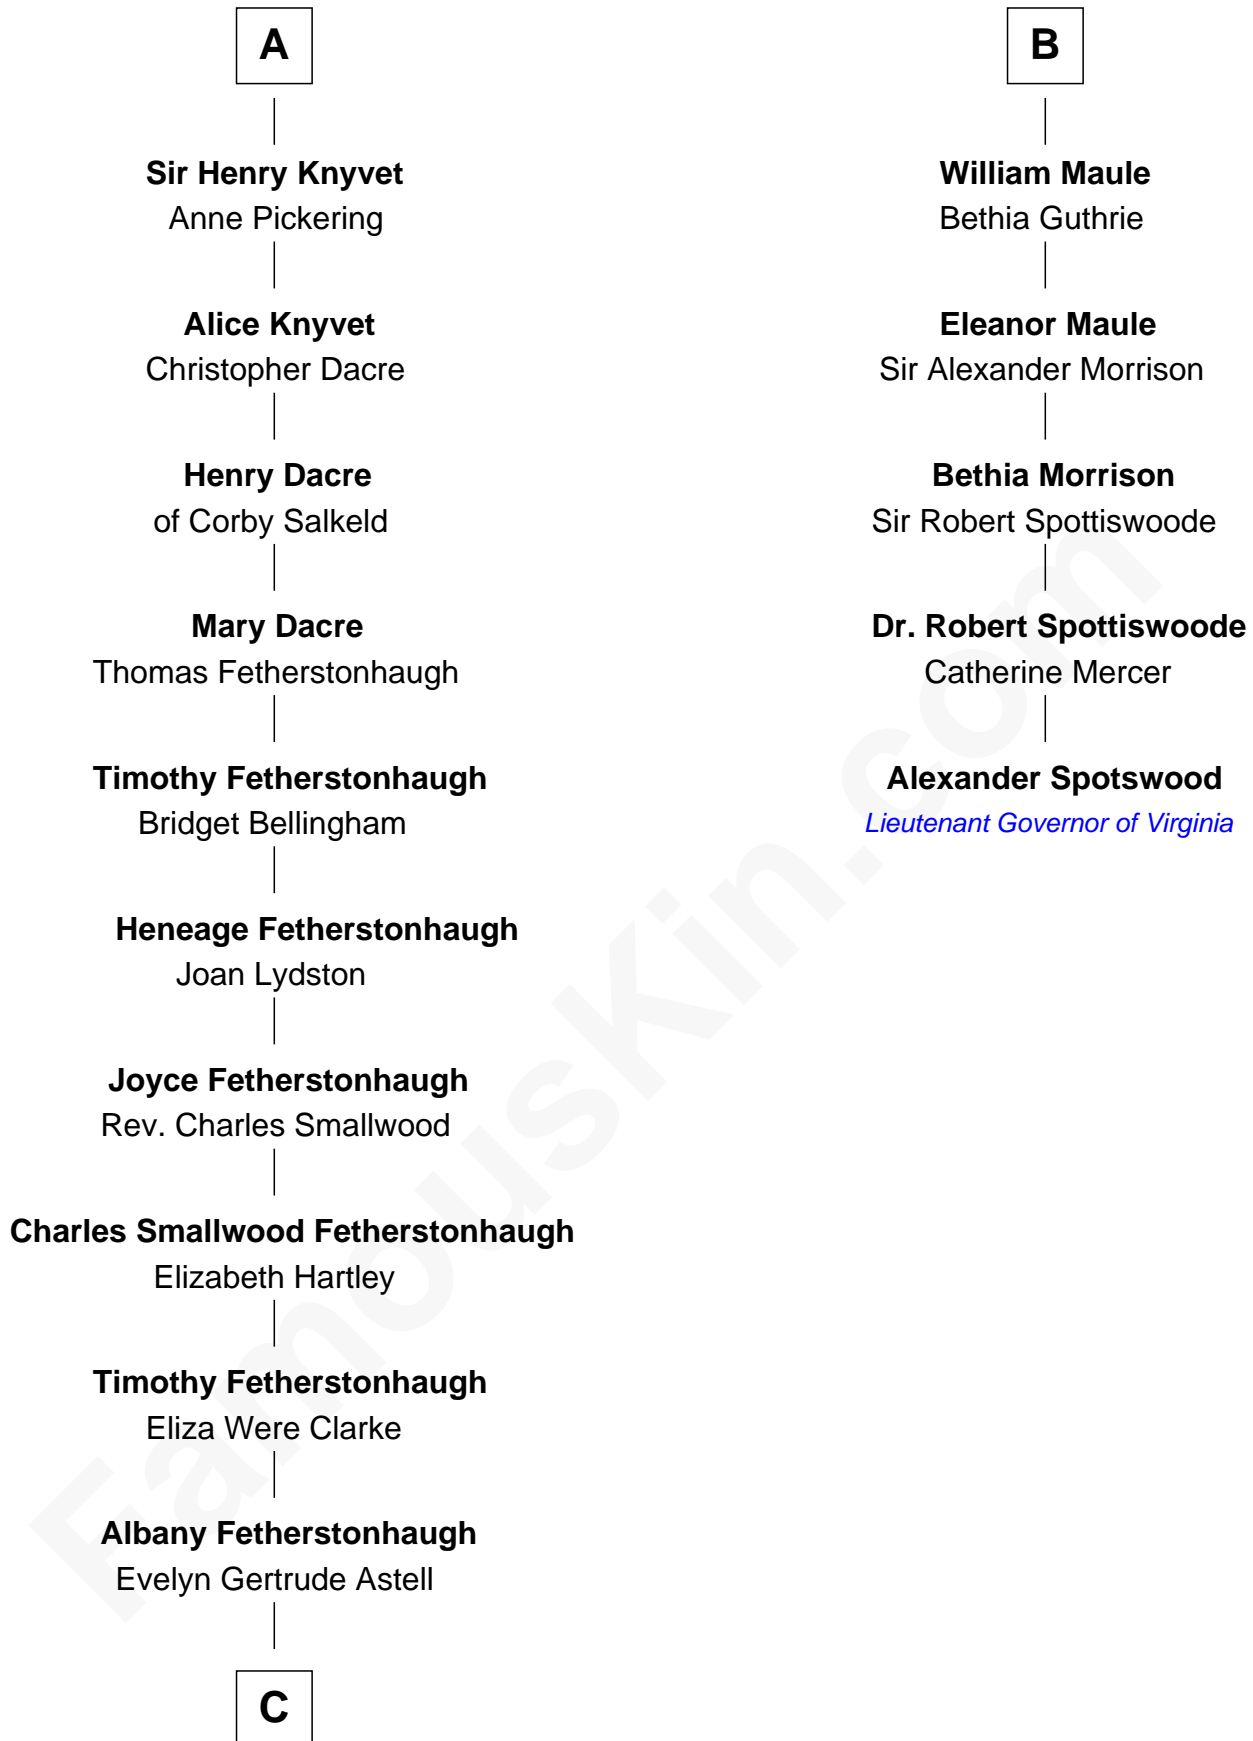 A
Sir Henry Knyvet
Anne Pickering
Alice Knyvet
Christopher Dacre
Henry Dacre
of Corby Salkeld
Mary Dacre
Thomas Fetherstonhaugh
Timothy Fetherstonhaugh
Bridget Bellingham
Heneage Fetherstonhaugh
Joan Lydston
Joyce Fetherstonhaugh
Rev. Charles Smallwood
Charles Smallwood Fetherstonhaugh
Elizabeth Hartley
Timothy Fetherstonhaugh
Eliza Were Clarke
Albany Fetherstonhaugh
Evelyn Gertrude Astell
C
B
William Maule
Bethia Guthrie
Eleanor Maule
Sir Alexander Morrison
Bethia Morrison
Sir Robert Spottiswoode
Dr. Robert Spottiswoode
Catherine Mercer
Alexander Spotswood
Lieutenant Governor of Virginia
FamousKin.com